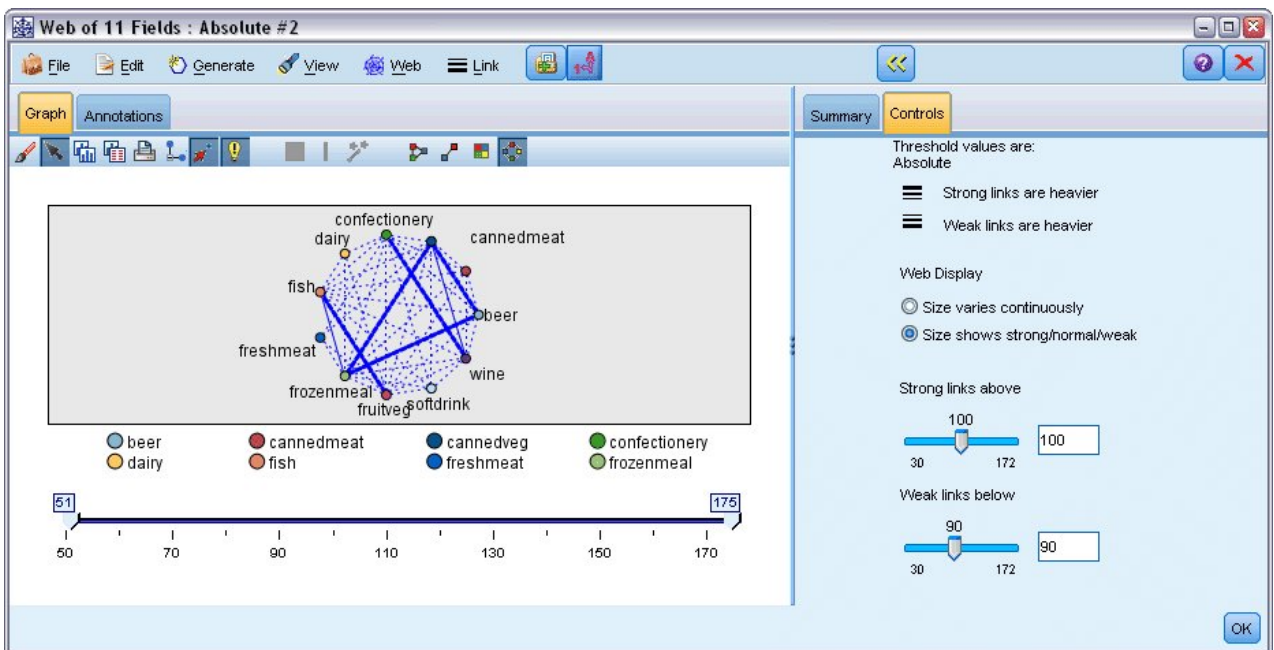 Web of 11 Fields : Absolute #2
File Edit Generate View Web Link
Graph Annotations
Summary Controls
Threshold values are:
Absolute
Strong links are heavier
Weak links are heavier
Web Display
Size varies continuously
Size shows strong/normal/weak
Strong links above
100
100
30 172
Weak links below
90
90
30 172
confectionery
dairy
cannedmeat
fish
beer
freshmeat
wine
frozenmeal
softdrink
fruitveg
beer cannedmeat cannedveg confectionery
dairy fish freshmeat frozenmeal
51 175
50 70 90 110 130 150 170
OK